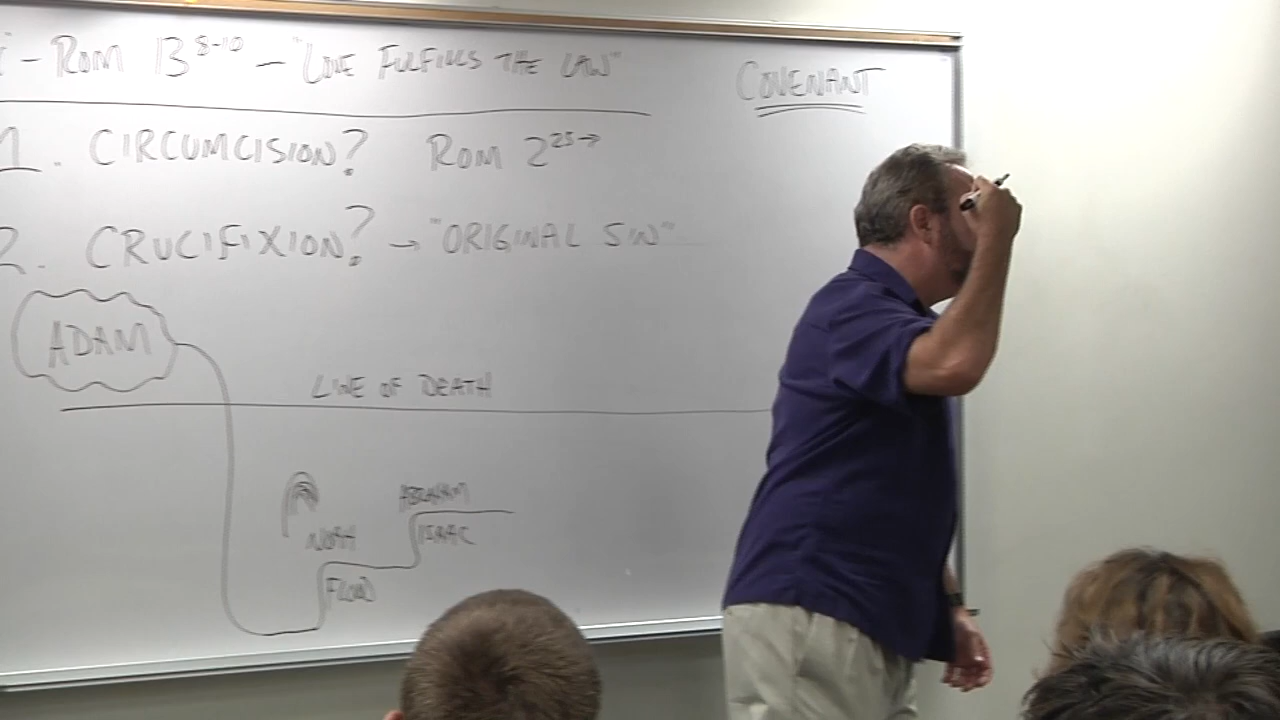 - ROM 13 8-10 - "LOVE FULFILLS THE LAW"
COVENANT
1. CIRCUMCISION? ROM 2 25→
2. CRUCIFIXION? → "ORIGINAL SIN"
ADAM
LINE OF DEATH
ABRAHAM
NOAH
ISAAC
FLOOD